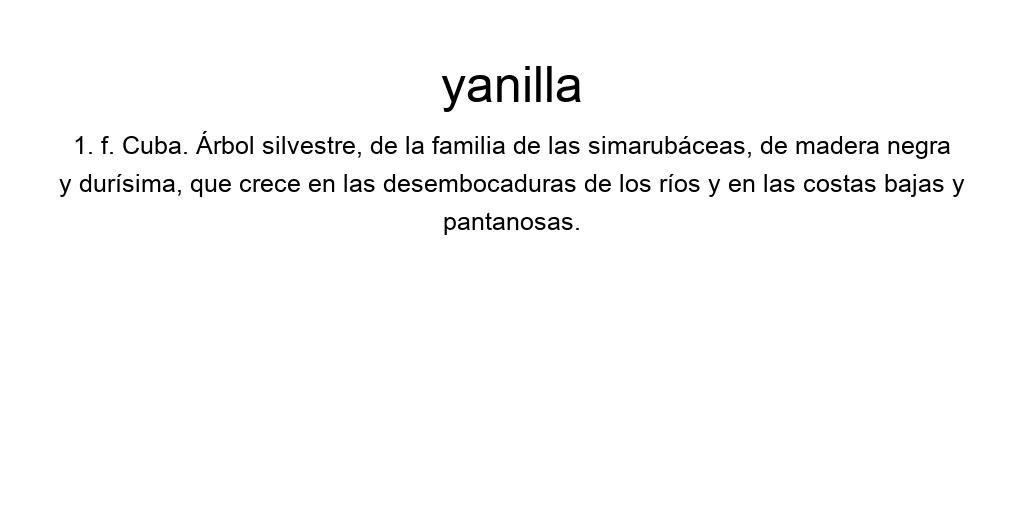 yanilla
1. f. Cuba. Árbol silvestre, de la familia de las simarubáceas, de madera negra
y durísima, que crece en las desembocaduras de los ríos y en las costas bajas y
pantanosas.